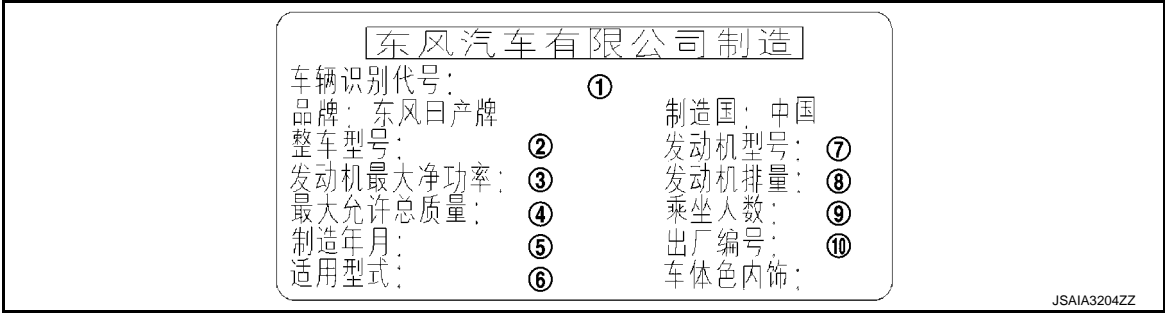 东风汽车有限公司制造
车辆识别代号： ①
品牌：东风日产牌 制造国：中国
整车型号： ② 发动机型号： ⑦
发动机最大净功率： ③ 发动机排量： ⑧
最大允许总质量： ④ 乘坐人数： ⑨
制造年月： ⑤ 出厂编号： ⑩
适用型式： ⑥ 车体色内饰：
JSAIA3204ZZ